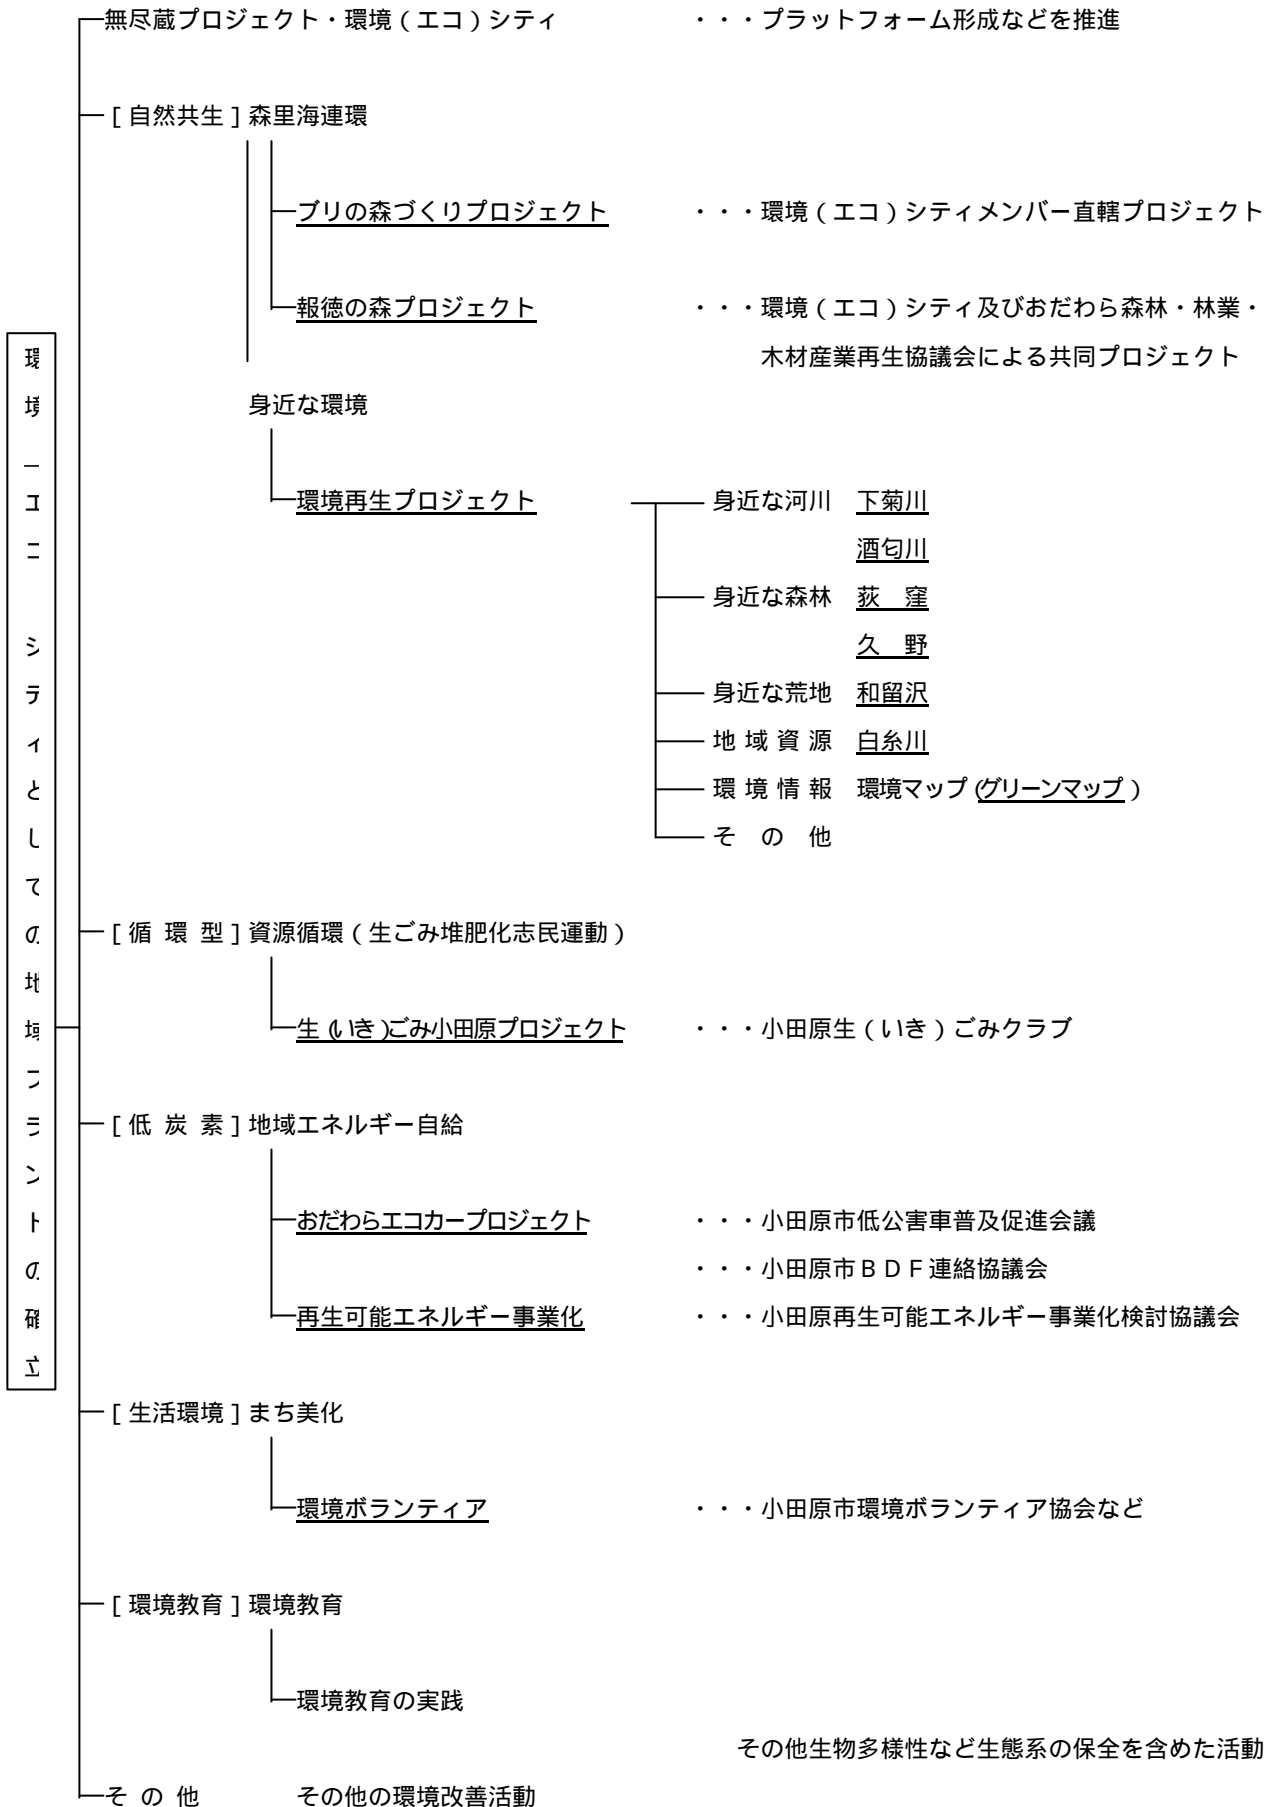 無尽蔵プロジェクト・環境(エコ)シティ ・・・プラットフォーム形成などを推進
[自然共生]森里海連環
ブリの森づくりプロジェクト ・・・環境(エコ)シティメンバー直轄プロジェクト
報徳の森プロジェクト ・・・環境(エコ)シティ及びおだわら森林・林業・
木材産業再生協議会による共同プロジェクト
身近な環境
環境再生プロジェクト
身近な河川 下菊川
酒匂川
身近な森林 荻 窪
久 野
身近な荒地 和留沢
地域資源 白糸川
環境情報 環境マップ(グリーンマップ)
そ の 他
[循 環 型]資源循環(生ごみ堆肥化志民運動)
生(いき)ごみ小田原プロジェクト ・・・小田原生(いき)ごみクラブ
[低 炭 素]地域エネルギー自給
おだわらエコカープロジェクト ・・・小田原市低公害車普及促進会議
・・・小田原市BDF連絡協議会
再生可能エネルギー事業化 ・・・小田原再生可能エネルギー事業化検討協議会
[生活環境]まち美化
環境ボランティア ・・・小田原市環境ボランティア協会など
[環境教育]環境教育
環境教育の実践
その他生物多様性など生態系の保全を含めた活動
そ の 他 その他の環境改善活動
環境 エコ シティとしての地域ブランドの確立